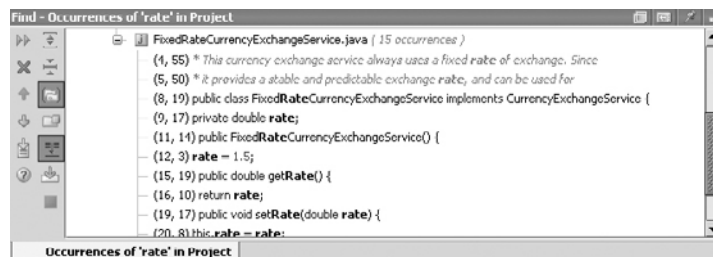 Find - Occurrences of 'rate' in Project
FixedRateCurrencyExchangeService.java ( 15 occurrences )
(4, 55) * This currency exchange service always uses a fixed rate of exchange. Since
(5, 50) * it provides a stable and predictable exchange rate, and can be used for
(8, 19) public class FixedRateCurrencyExchangeService implements CurrencyExchangeService {
(9, 17) private double rate;
(11, 14) public FixedRateCurrencyExchangeService() {
(12, 3) rate = 1.5;
(15, 19) public double getRate() {
(16, 10) return rate;
(19, 17) public void setRate(double rate) {
(20, 8) this.rate = rate;
Occurrences of 'rate' in Project